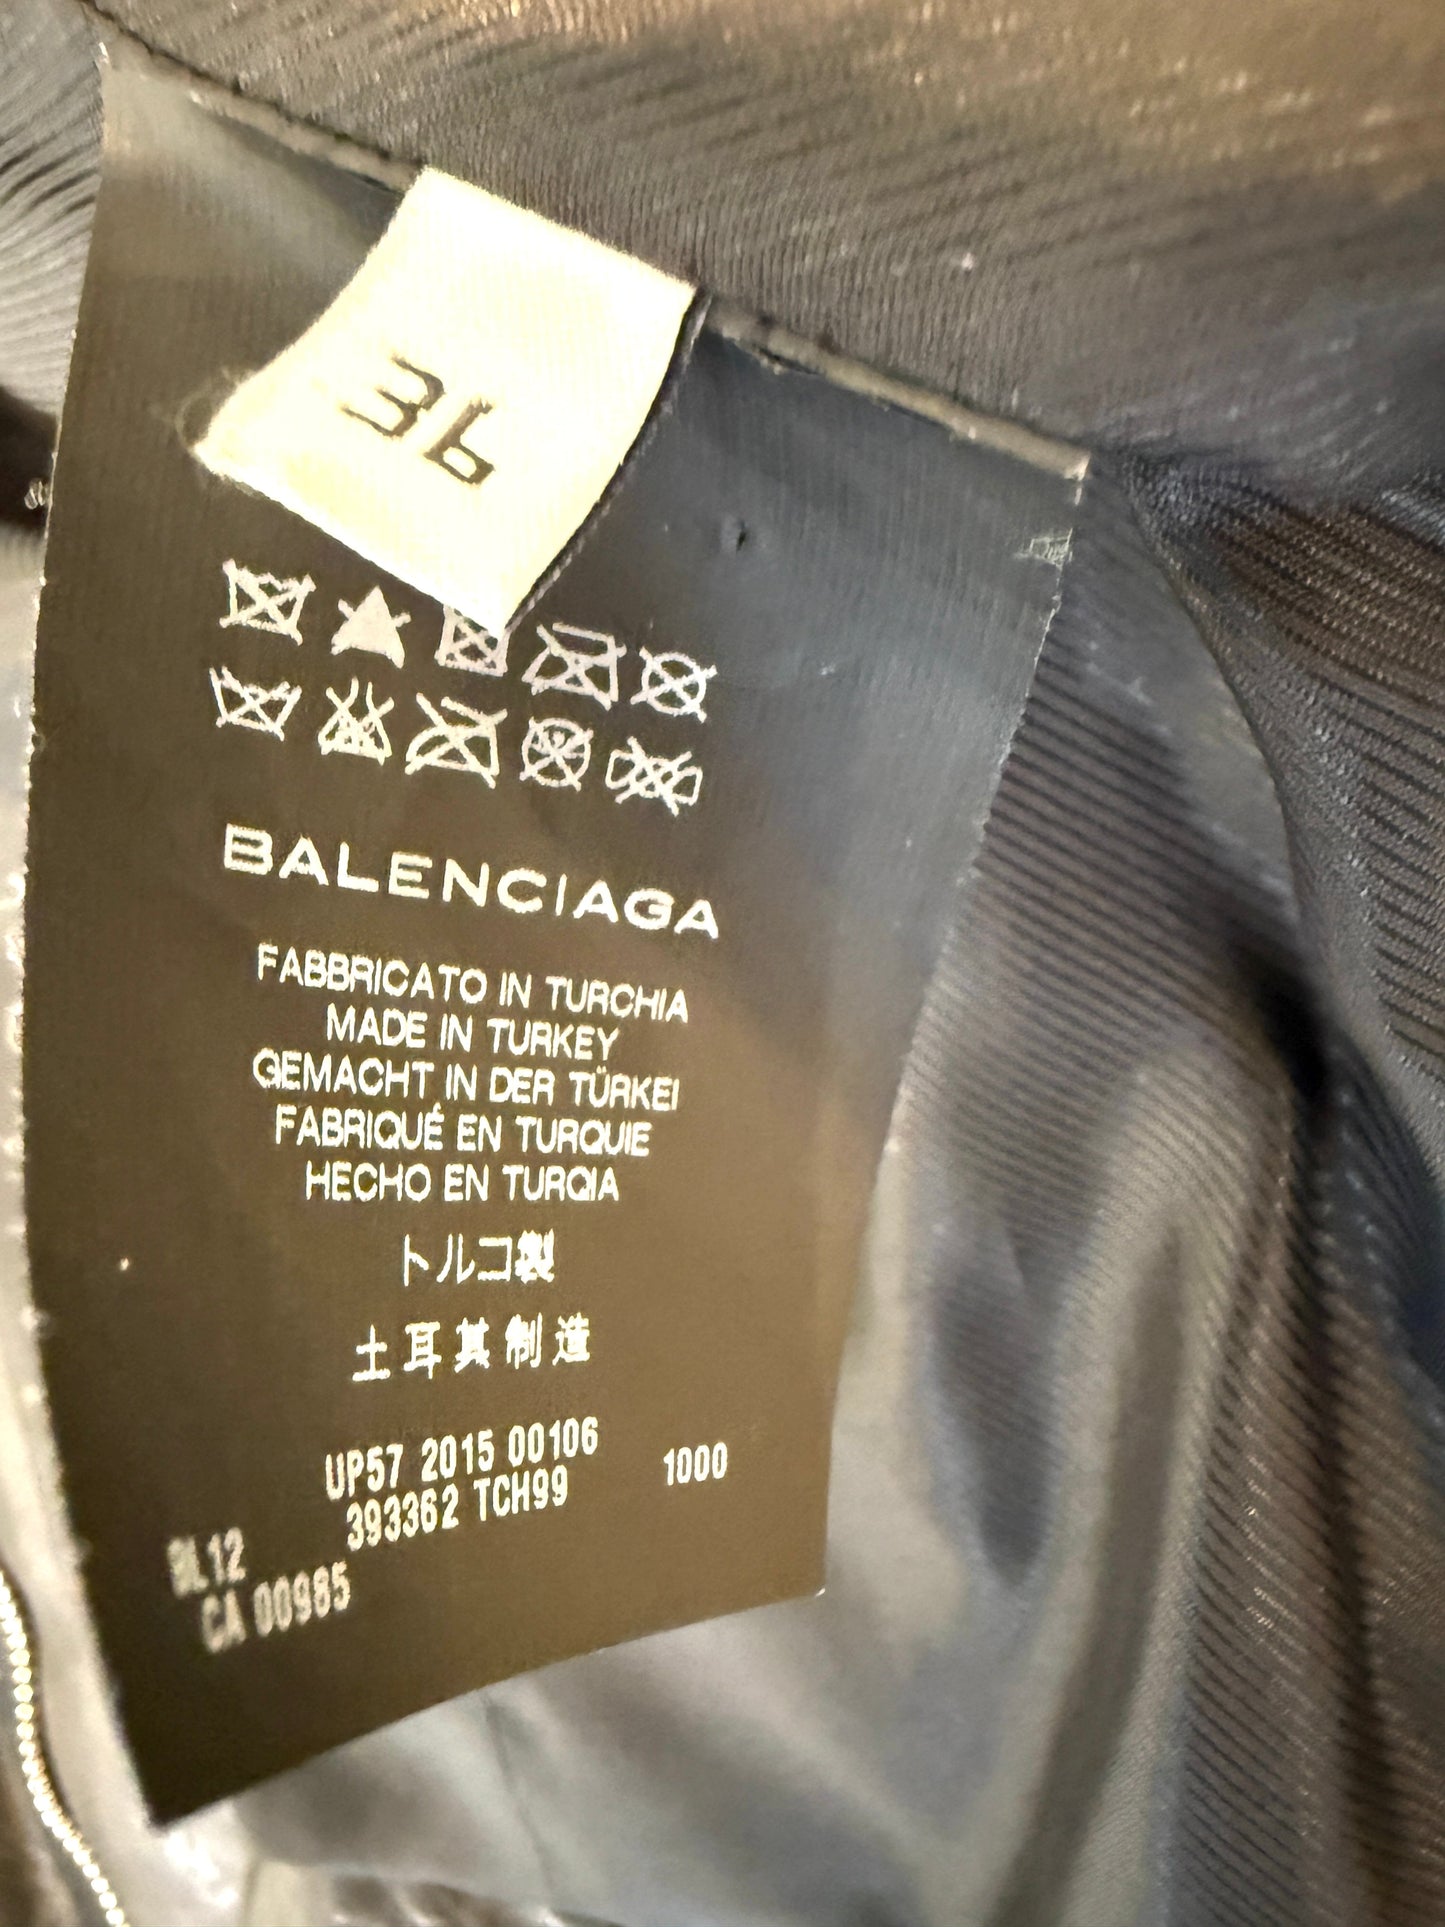 36
BALENCIAGA
FABBRICATO IN TURCHIA
MADE IN TURKEY
GEMACHT IN DER TÜRKEI
FABRIQUÉ EN TURQUIE
HECHO EN TURQIA
トルコ製
土耳其制造
UP57 2015 00106
393362 TCH99 1000
BL12
CA 00985